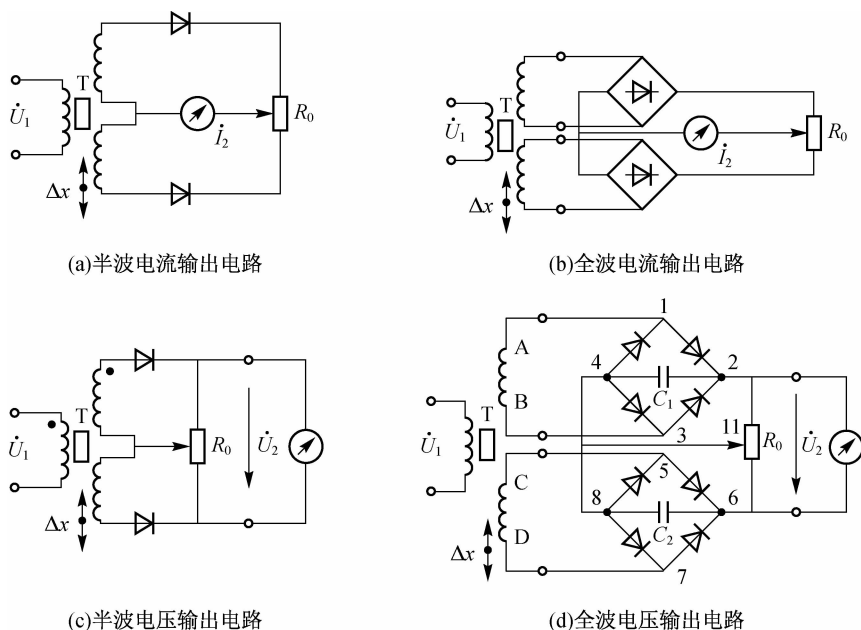 T
U̇₁
Δx
İ₂
R₀
(a)半波电流输出电路
T
U̇₁
Δx
İ₂
R₀
(b)全波电流输出电路
T
U̇₁
Δx
R₀
U̇₂
(c)半波电压输出电路
1
A
4
2
B
C₁
T
3
11
U̇₁
R₀
U̇₂
C
5
8
6
D
C₂
Δx
7
(d)全波电压输出电路